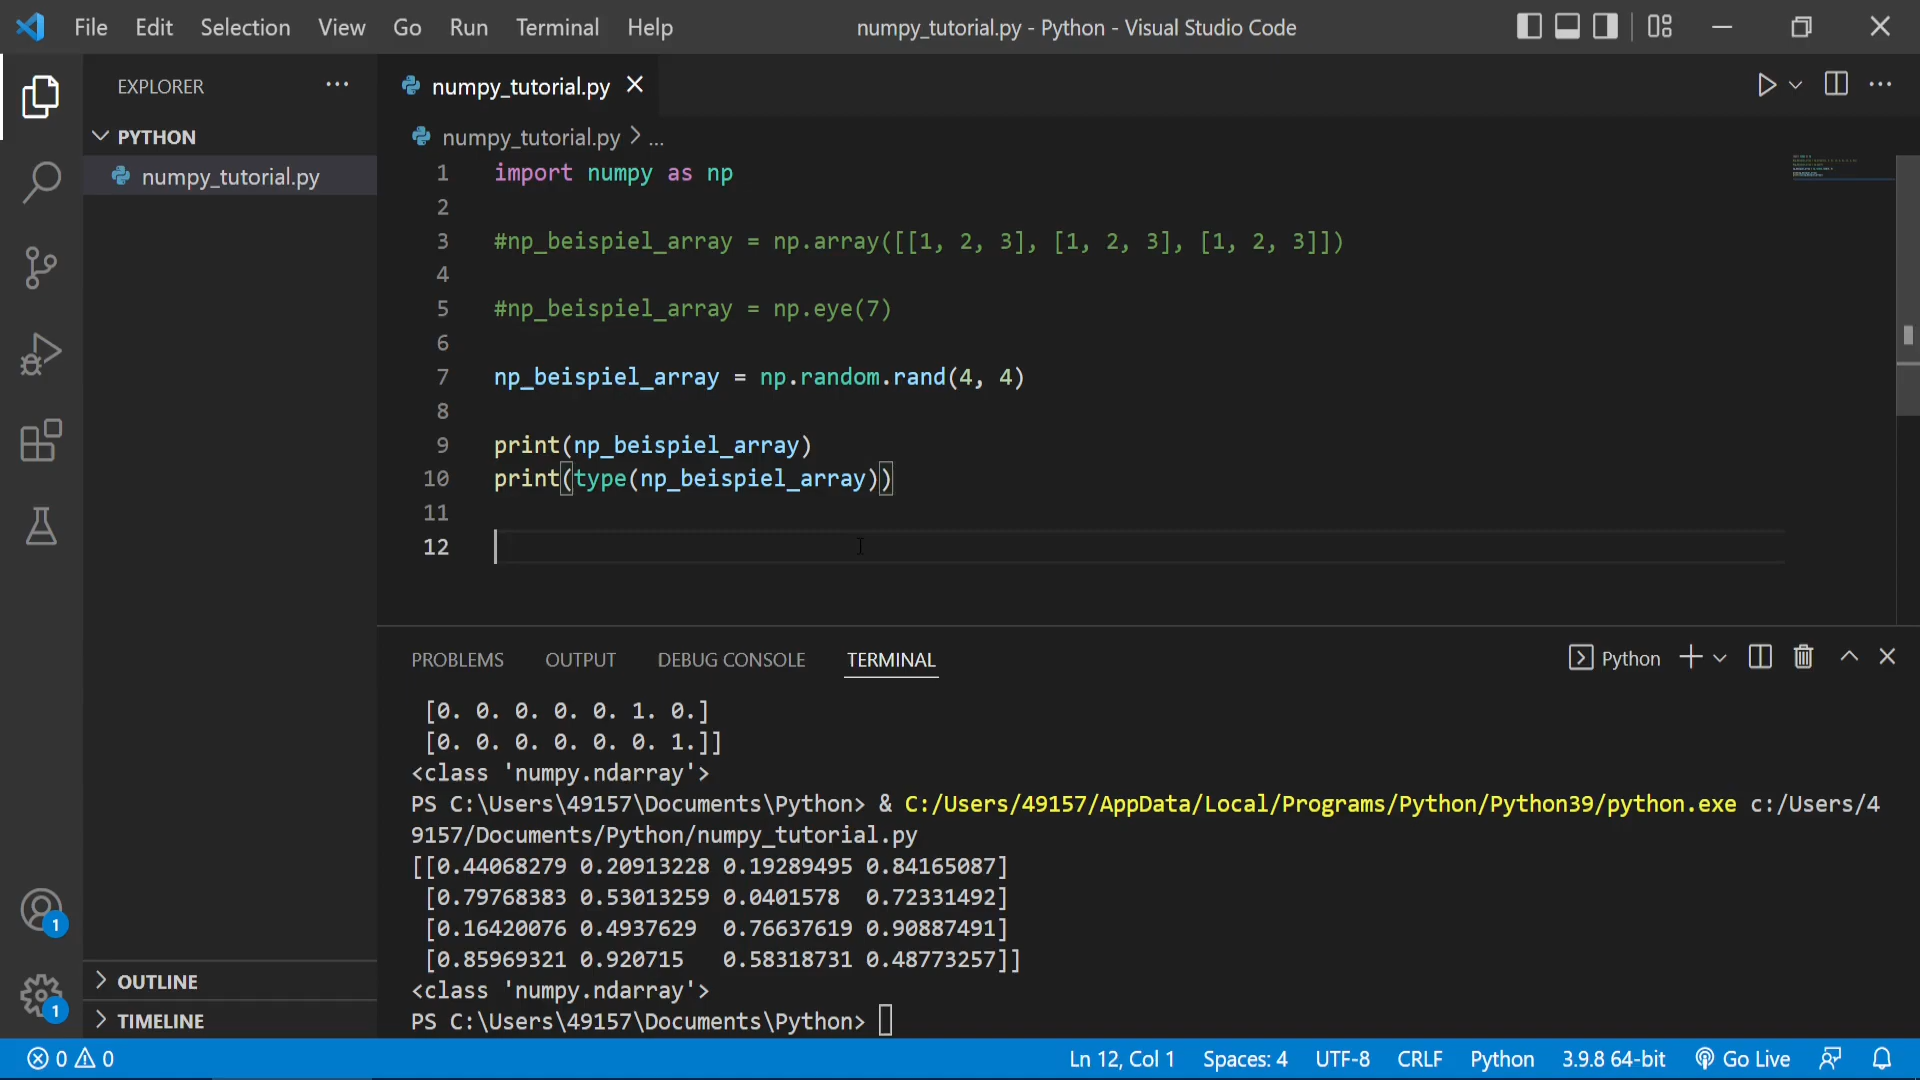 File Edit Selection View Go Run Terminal Help
numpy_tutorial.py - Python - Visual Studio Code
EXPLORER
PYTHON
numpy_tutorial.py
OUTLINE
TIMELINE
1
1
numpy_tutorial.py
numpy_tutorial.py > ...
1 import numpy as np
2
3 #np_beispiel_array = np.array([[1, 2, 3], [1, 2, 3], [1, 2, 3]])
4
5 #np_beispiel_array = np.eye(7)
6
7 np_beispiel_array = np.random.rand(4, 4)
8
9 print(np_beispiel_array)
10 print(type(np_beispiel_array))
11
12
PROBLEMS OUTPUT DEBUG CONSOLE TERMINAL
Python
[0. 0. 0. 0. 0. 1. 0.]
[0. 0. 0. 0. 0. 0. 1.]]
<class 'numpy.ndarray'>
PS C:\Users\49157\Documents\Python> & C:/Users/49157/AppData/Local/Programs/Python/Python39/python.exe c:/Users/4
9157/Documents/Python/numpy_tutorial.py
[[0.44068279 0.20913228 0.19289495 0.84165087]
[0.79768383 0.53013259 0.0401578 0.72331492]
[0.16420076 0.4937629 0.76637619 0.90887491]
[0.85969321 0.920715 0.58318731 0.48773257]]
<class 'numpy.ndarray'>
PS C:\Users\49157\Documents\Python>
0 0
Ln 12, Col 1 Spaces: 4 UTF-8 CRLF Python 3.9.8 64-bit Go Live